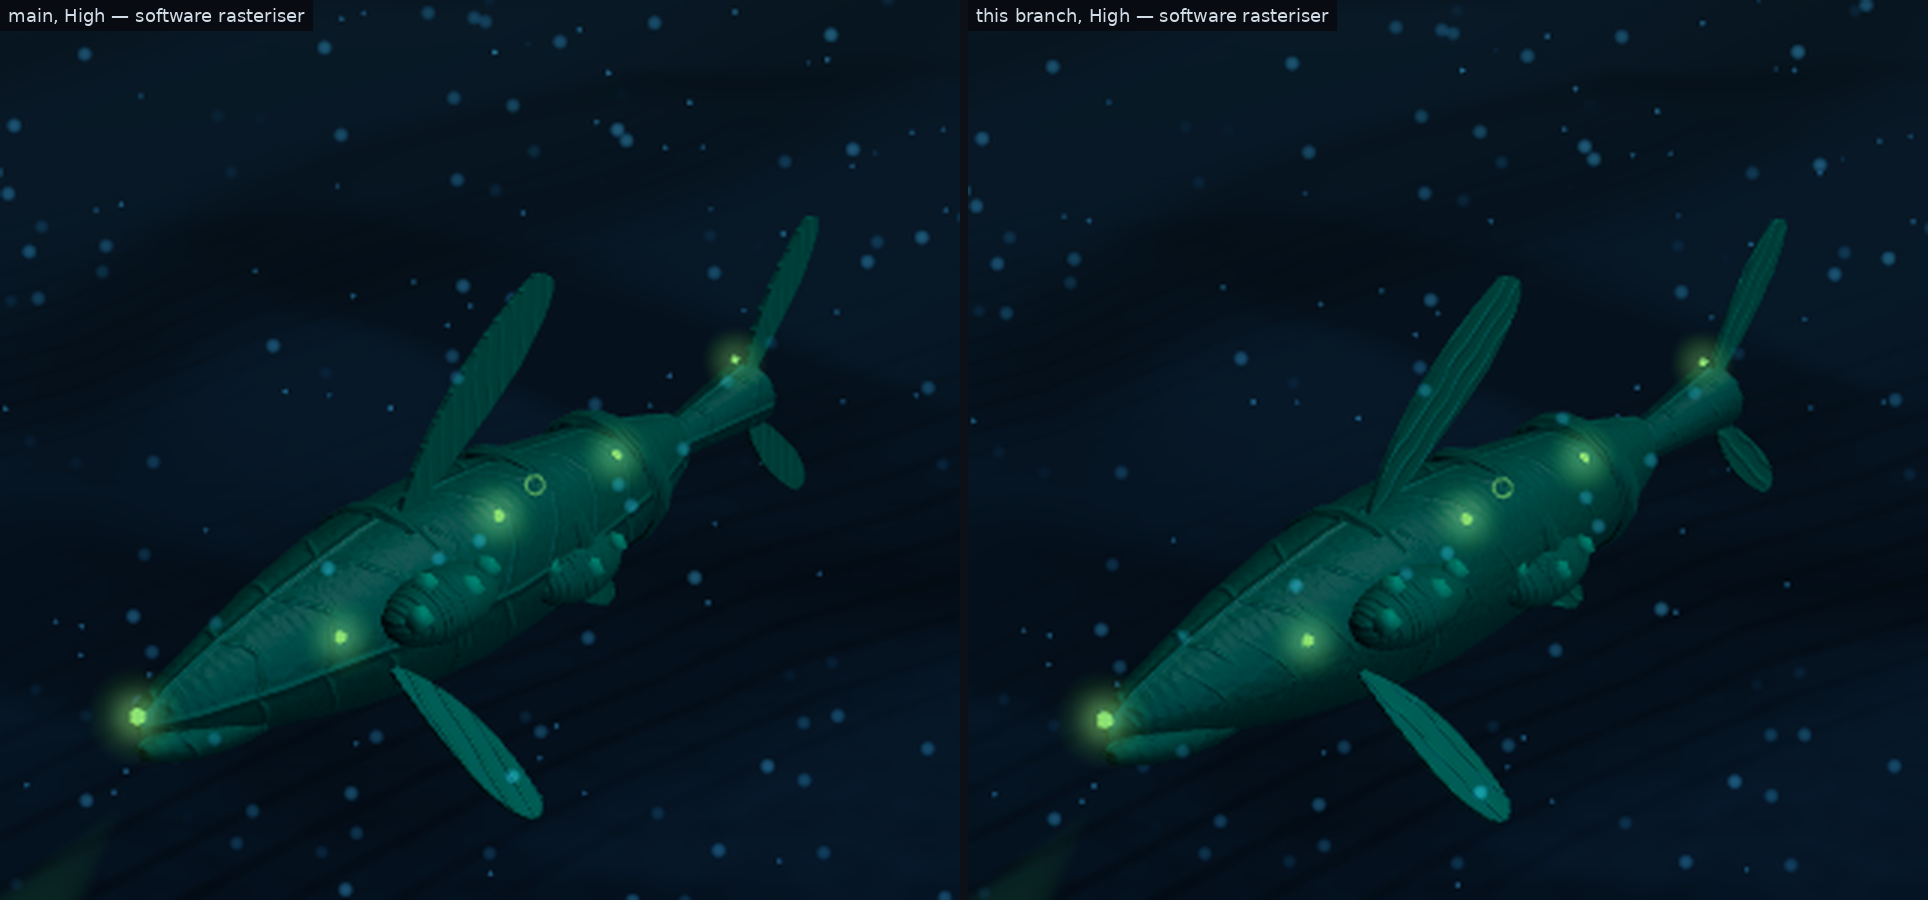 main, High — software rasteriser
this branch, High — software rasteriser